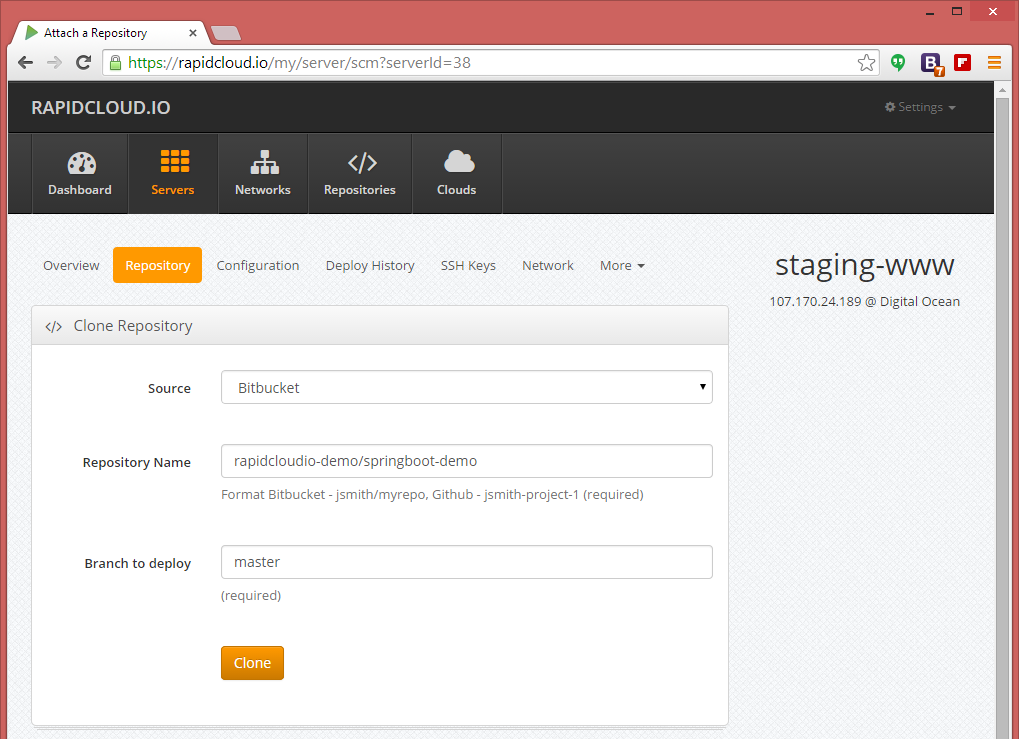 Attach a Repository
https://rapidcloud.io/my/server/scm?serverId=38
B 7
RAPIDCLOUD.IO Settings
Dashboard Servers Networks Repositories Clouds
Overview Repository Configuration Deploy History SSH Keys Network More
staging-www
107.170.24.189 @ Digital Ocean
</> Clone Repository
Source Bitbucket
Repository Name rapidcloudio-demo/springboot-demo
Format Bitbucket - jsmith/myrepo, Github - jsmith-project-1 (required)
Branch to deploy master
(required)
Clone